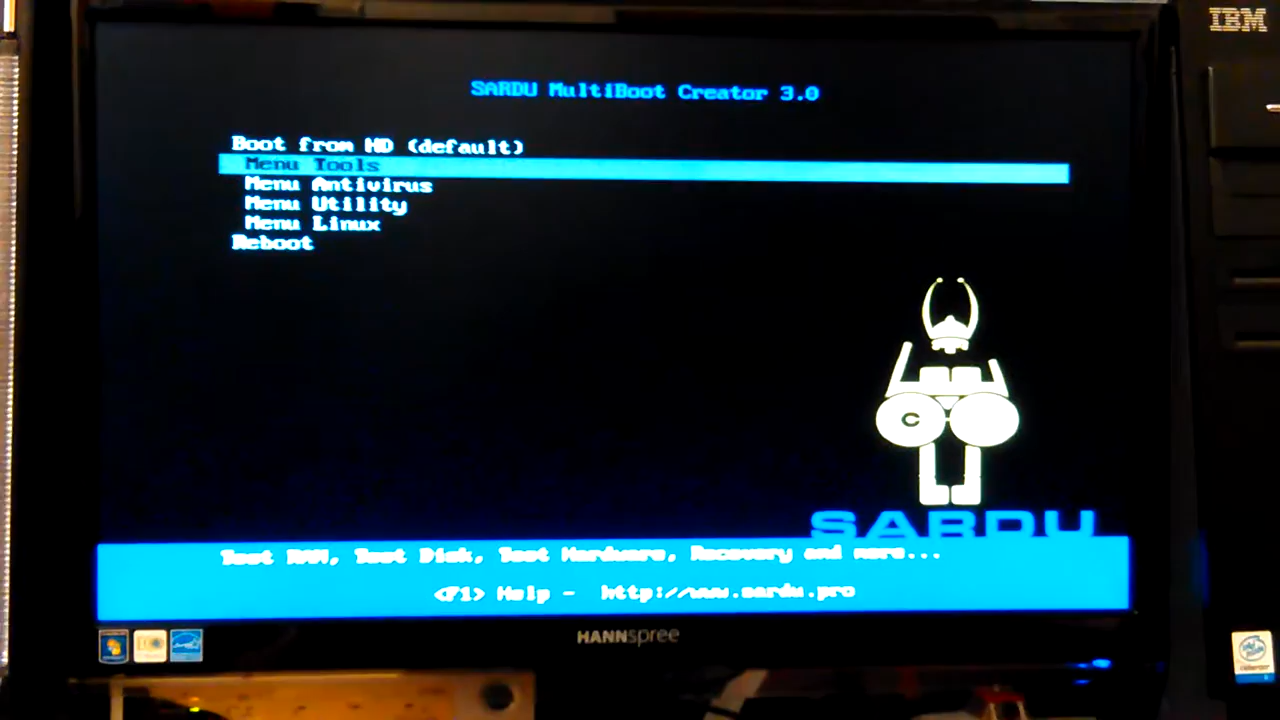 IBM
SARDU MultiBoot Creator 3.0
Boot from HD (default)
Menu Tools
Menu Antivirus
Menu Utility
Menu Linux
Reboot
C
SARDU
Test RAM, Test Disk, Test Hardware, Recovery and more...
<F1> Help - http://www.sardu.pro
HANNspree